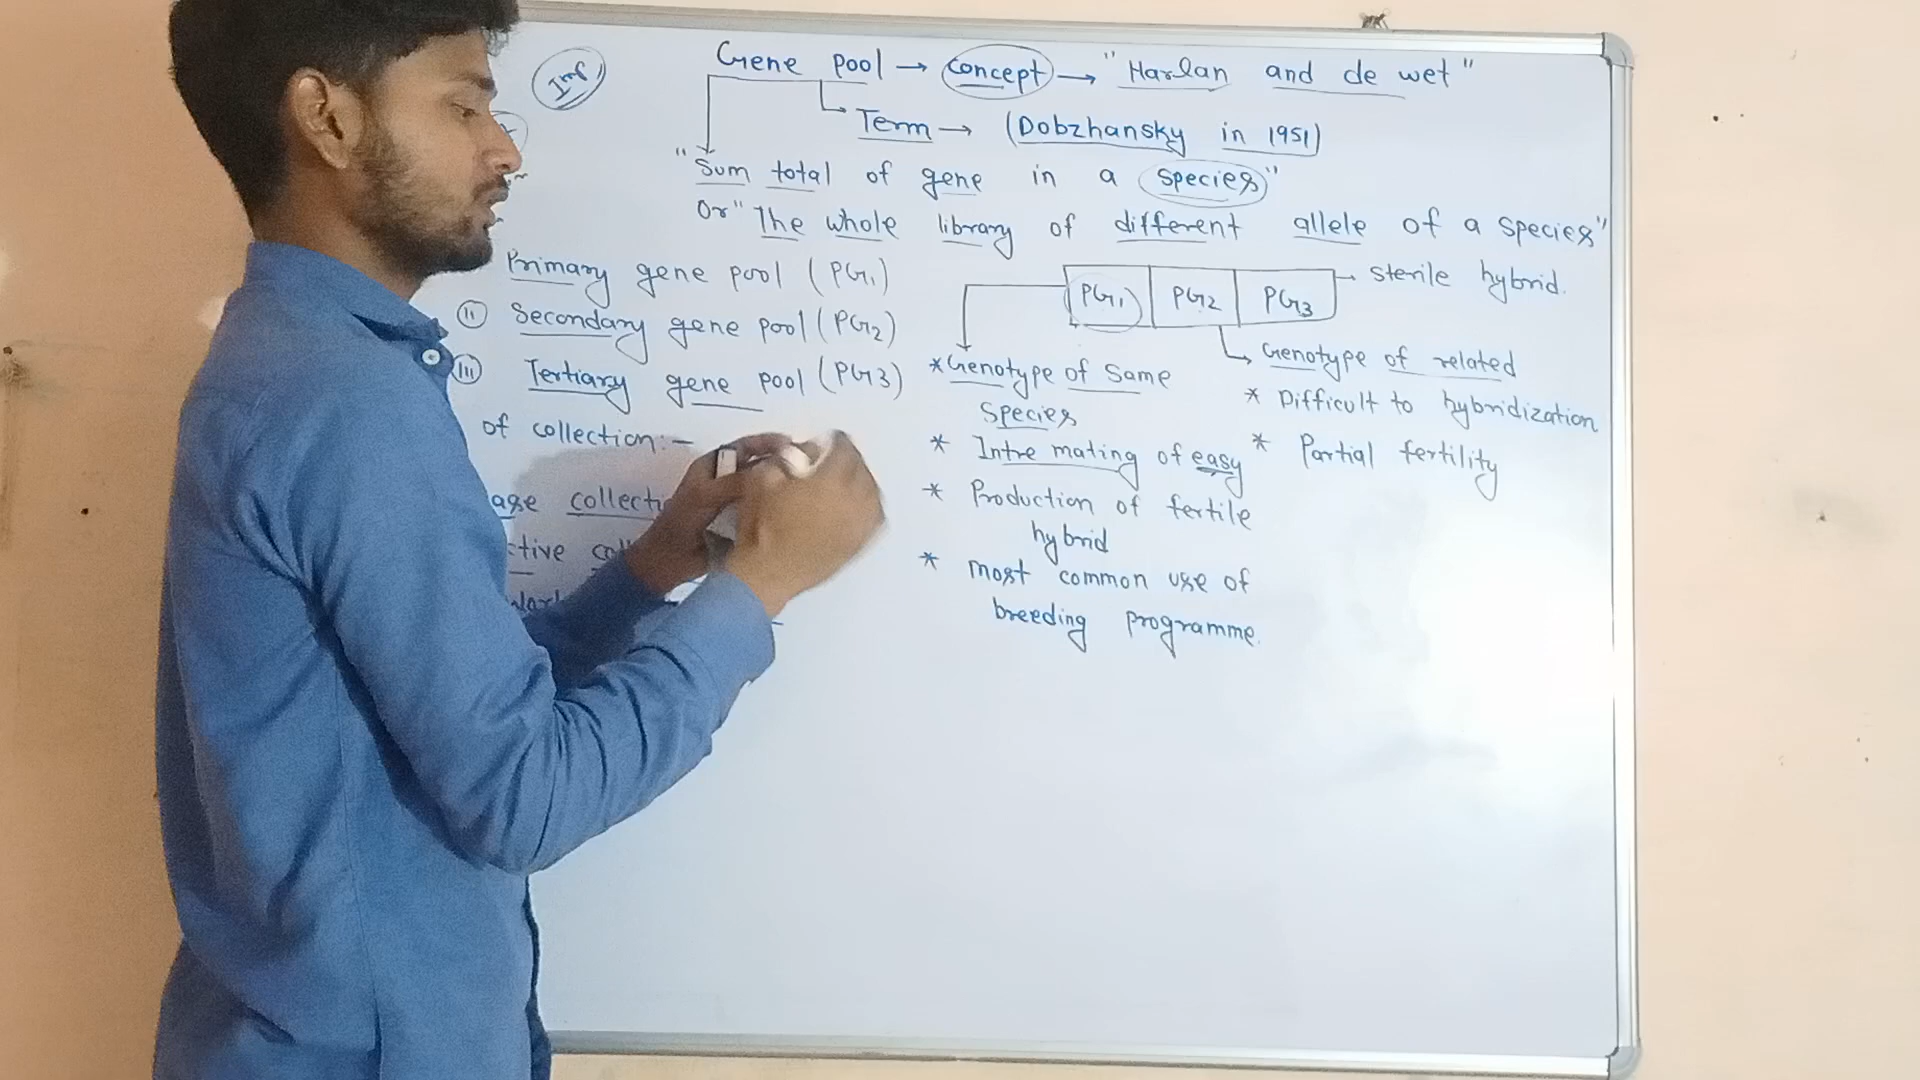 Imp
Gene pool → concept → "Harlan and de wet"
Term → (Dobzhansky in 1951)
"Sum total of gene in a species"
Or "The whole library of different allele of a species"
Primary gene pool (PG1)
(ii) Secondary gene pool (PG2)
(iii) Tertiary gene pool (PG3)
of collection:-
collecti
ctive
PG1 PG2 PG3
Sterile hybrid.
*Genotype of Same
Species
* Intre mating of easy
* Production of fertile
hybrid
* most common use of
breeding programme.
Genotype of related
* Difficult to hybridization
* Partial fertility